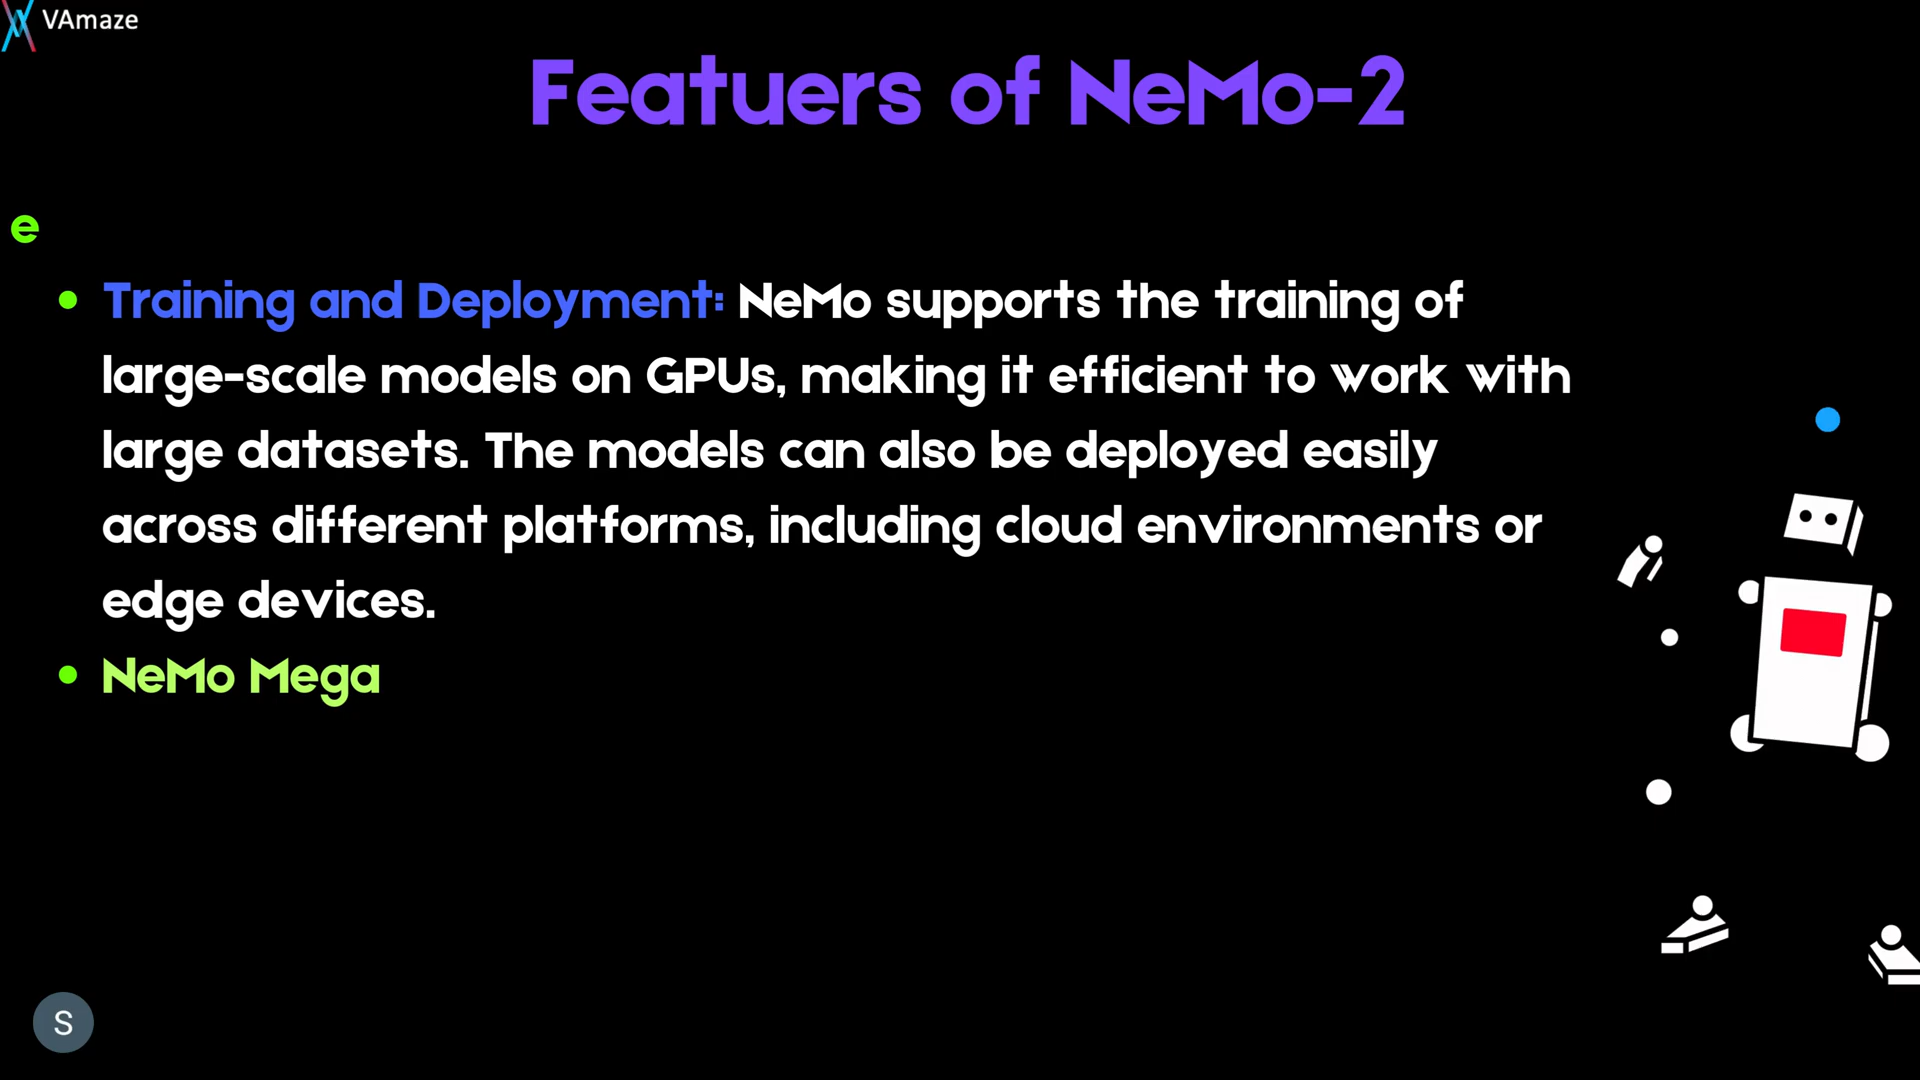 VAmaze
Featuers of NeMo-2
e
• Training and Deployment: NeMo supports the training of
large-scale models on GPUs, making it efficient to work with
large datasets. The models can also be deployed easily
across different platforms, including cloud environments or
edge devices.
• NeMo Mega
S